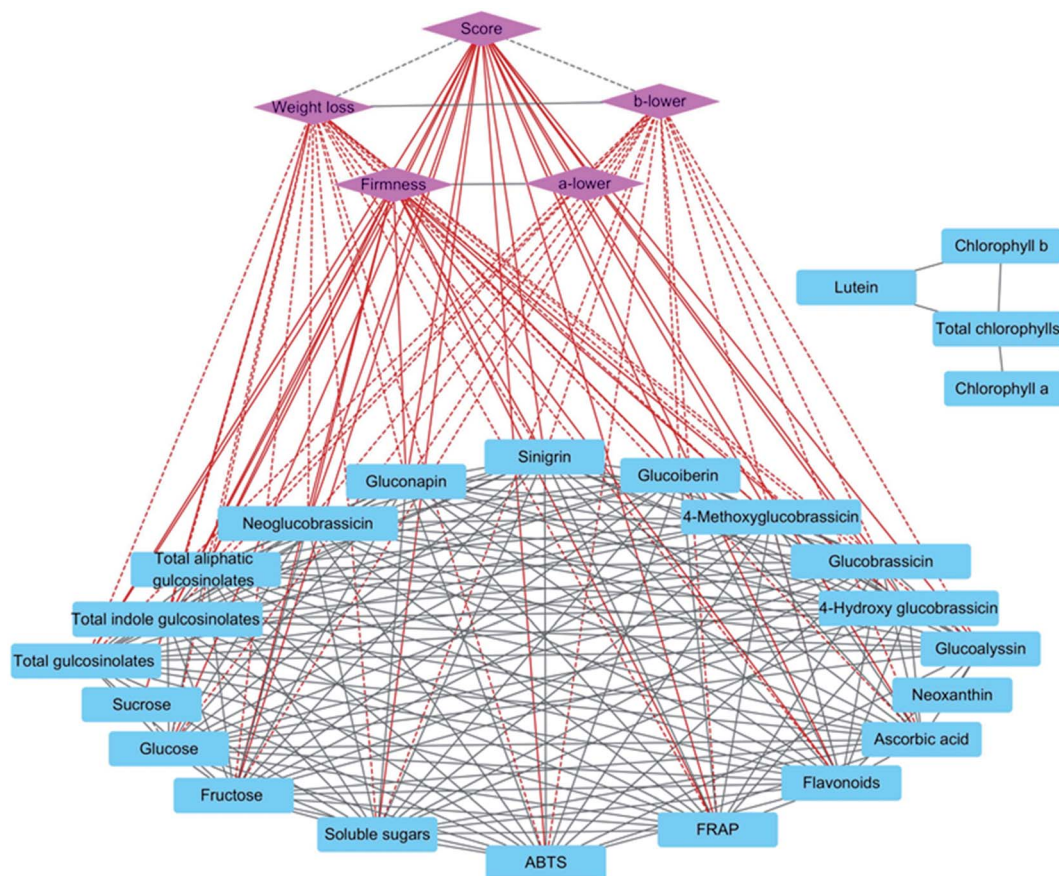 Score
Weight loss
b-lower
Firmness
a-lower
Chlorophyll b
Lutein
Total chlorophylls
Chlorophyll a
Sinigrin
Gluconapin
Glucoiberin
Neoglucobrassicin
4-Methoxyglucobrassicin
Total aliphatic
gulcosinolates
Glucobrassicin
Total indole gulcosinolates
4-Hydroxy glucobrassicin
Total gulcosinolates
Glucoalyssin
Sucrose
Neoxanthin
Glucose
Ascorbic acid
Fructose
Flavonoids
Soluble sugars
FRAP
ABTS